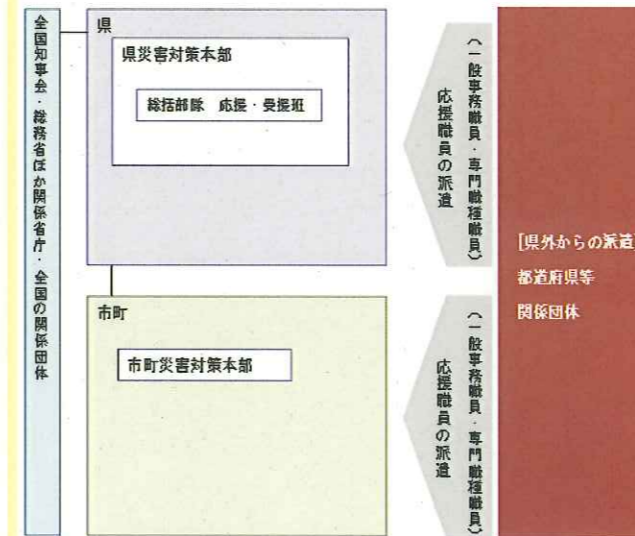 全国知事会・総務省ほか関係省庁・全国の関係団体
県
県災害対策本部
総括部隊 応援・受援班
(一般事務職員・専門職種職員)
応援職員の派遣
市町
市町災害対策本部
(一般事務職員・専門職種職員)
応援職員の派遣
[県外からの派遣]
都道府県等
関係団体